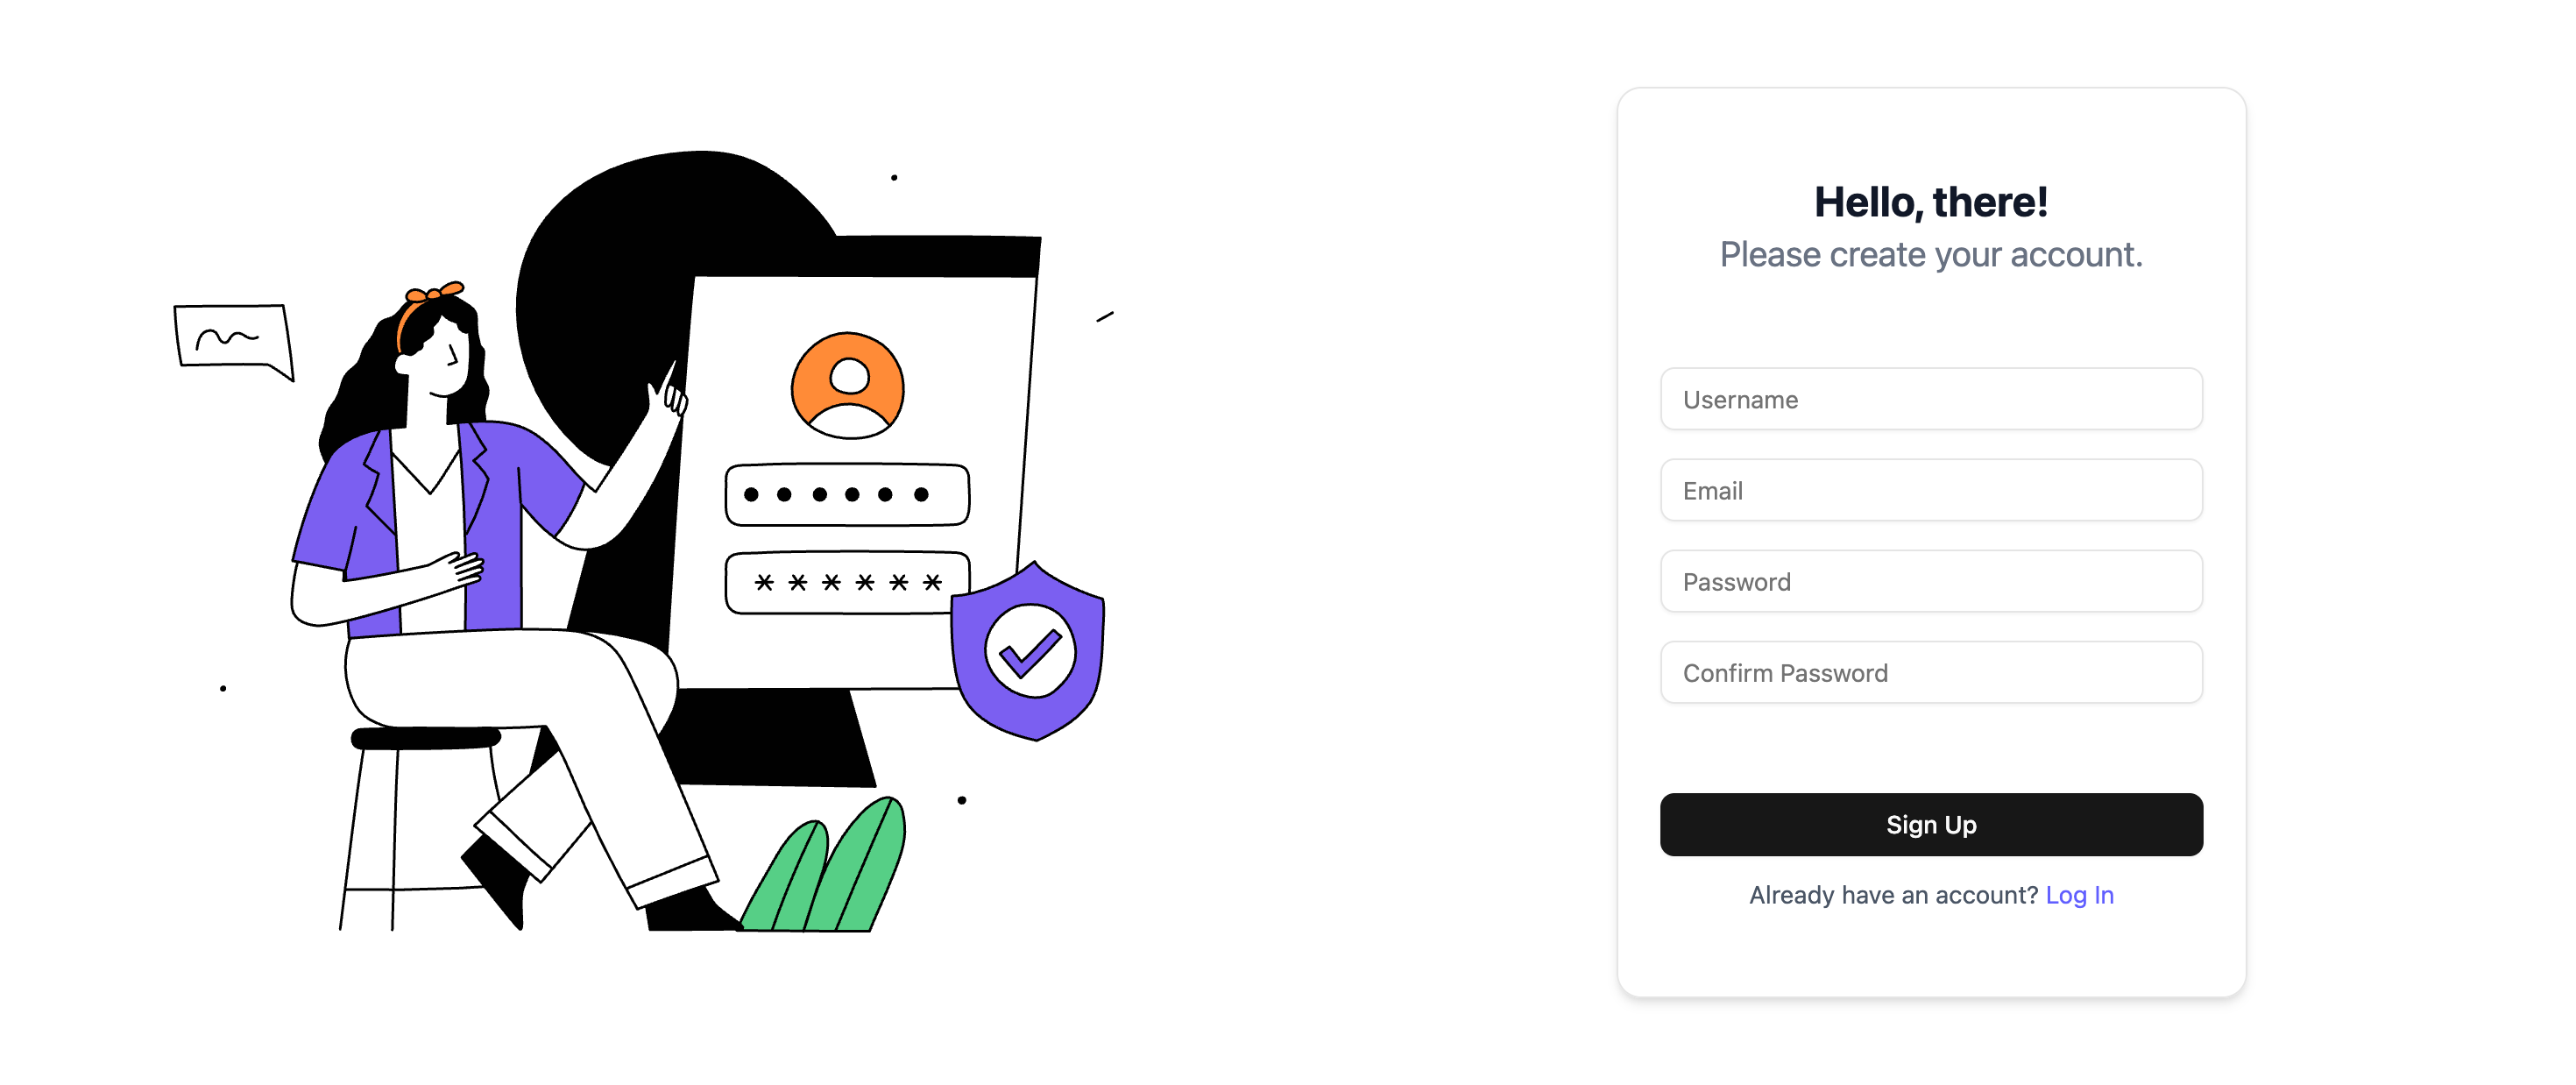 Hello, there!
Please create your account.
Username
Email
Password
Confirm Password
Sign Up
Already have an account? Log In